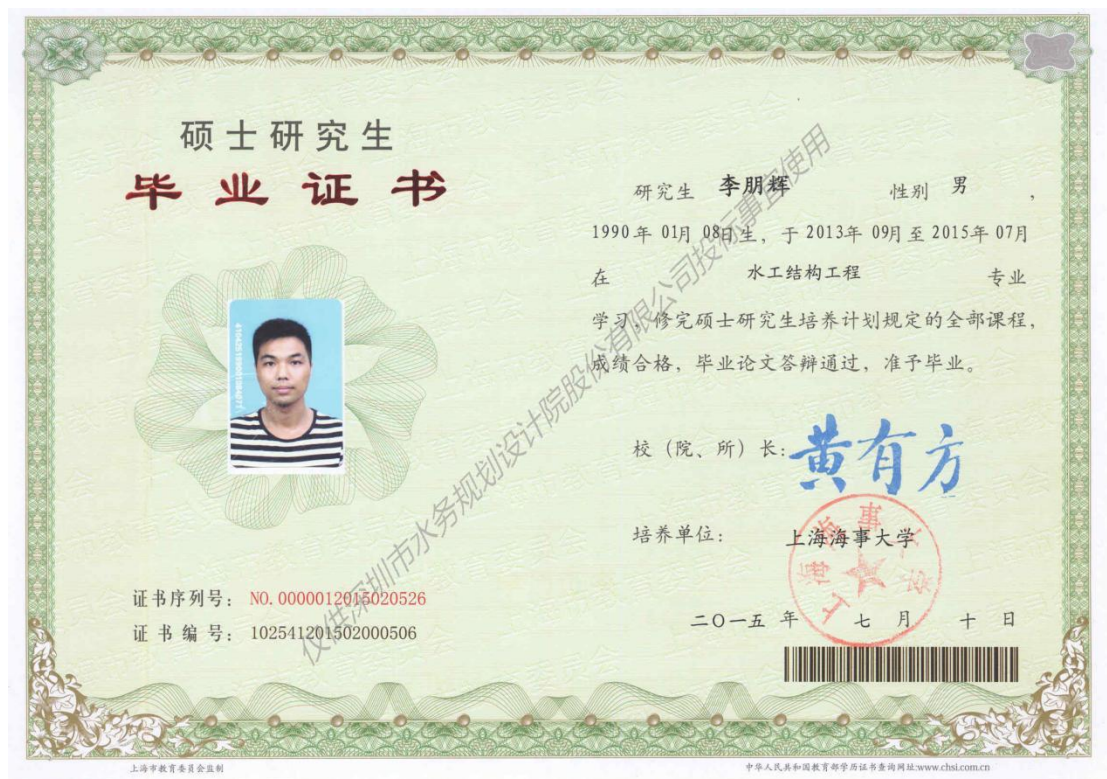 硕士研究生
毕业证书
研究生 李朋辉 性别 男 ,
1990年 01月 08日生, 于 2013年 09月至 2015年 07月
在 水工结构工程 专业
学习, 修完硕士研究生培养计划规定的全部课程,
成绩合格, 毕业论文答辩通过, 准予毕业。
校 (院、所) 长: 黄有方
培养单位: 上海海事大学
上海海事大学
二〇一五 年 七 月 十 日
证书序列号: NO. 0000012015020526
证 书 编 号: 102541201502000506
仅供深圳市水务规划设计院股份有限公司投标事宜使用
上海市教育委员会监制
中华人民共和国教育部学历证书查询网址:www.chsi.com.cn